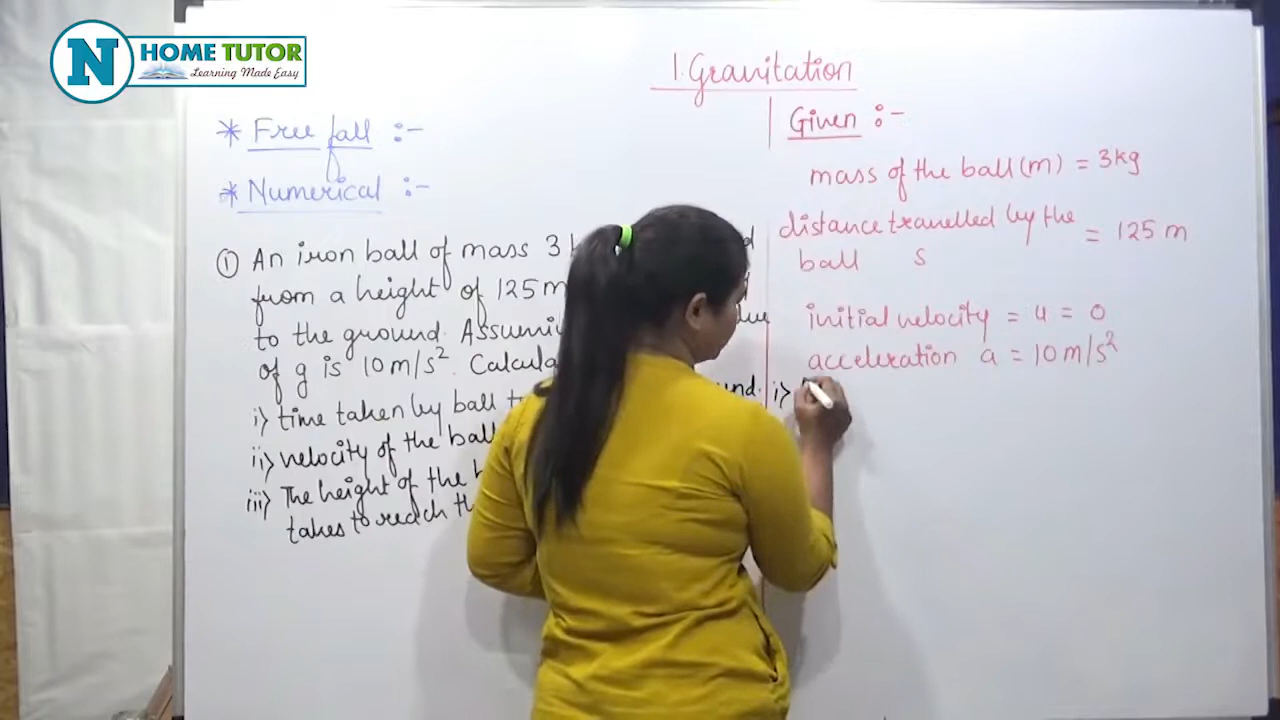 N HOME TUTOR
Learning Made Easy
1. Gravitation
* Free fall :-
* Numerical :-
① An iron ball of mass 3
from a height of 125 m
to the ground. Assumi
of g is 10 m/s². Calcula
i> time taken by ball t
ii> velocity of the ball
iii> The height of the b
takes to reach th
Given :-
mass of the ball (m) = 3 kg
distance travelled by the
ball s = 125 m
initial velocity = u = 0
acceleration a = 10 m/s²
i>